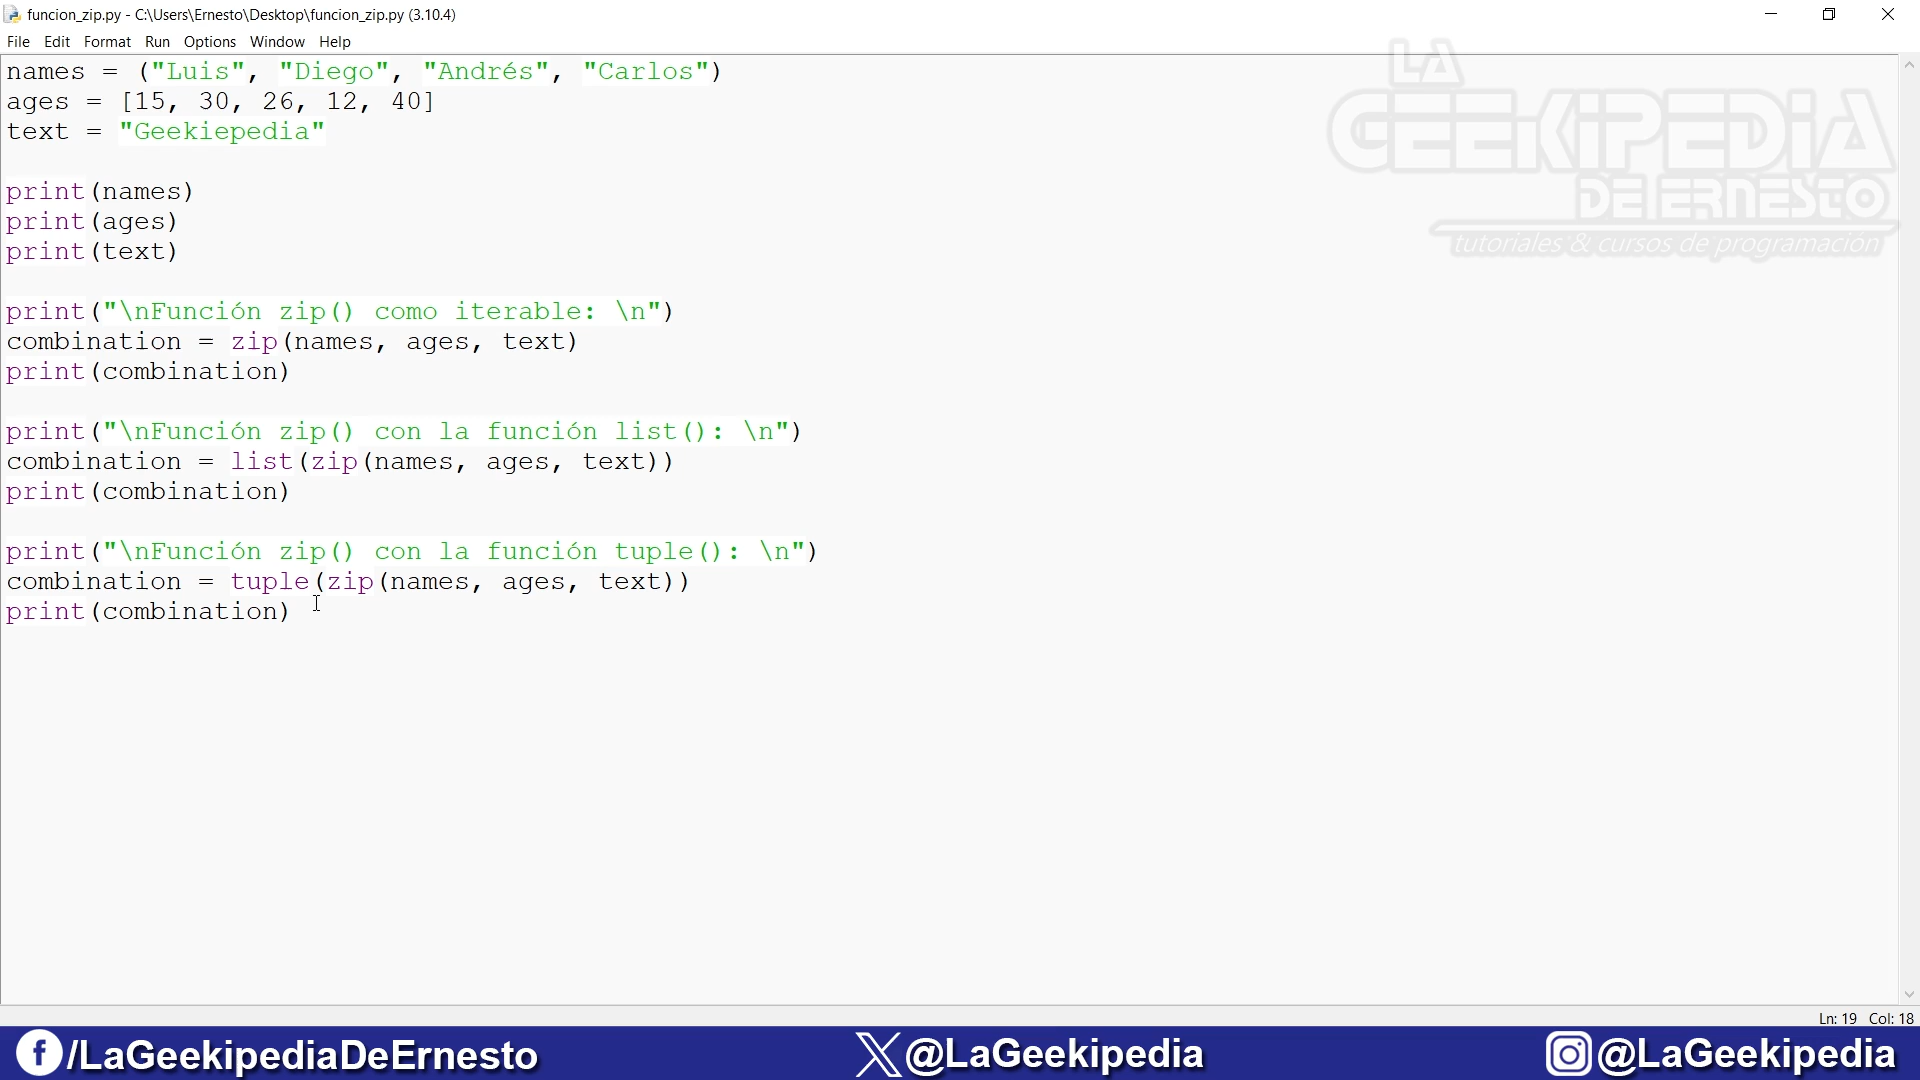 funcion_zip.py - C:\Users\Ernesto\Desktop\funcion_zip.py (3.10.4)
File Edit Format Run Options Window Help
names = ("Luis", "Diego", "Andrés", "Carlos")
ages = [15, 30, 26, 12, 40]
text = "Geekiepedia"
print(names)
print(ages)
print(text)
print("\nFunción zip() como iterable: \n")
combination = zip(names, ages, text)
print(combination)
print("\nFunción zip() con la función list(): \n")
combination = list(zip(names, ages, text))
print(combination)
print("\nFunción zip() con la función tuple(): \n")
combination = tuple(zip(names, ages, text))
print(combination)
LA
GEEKIPEDIA
DE ERNESTO
tutoriales & cursos de programación
Ln: 19 Col: 18
/LaGeekipediaDeErnesto
@LaGeekipedia
@LaGeekipedia